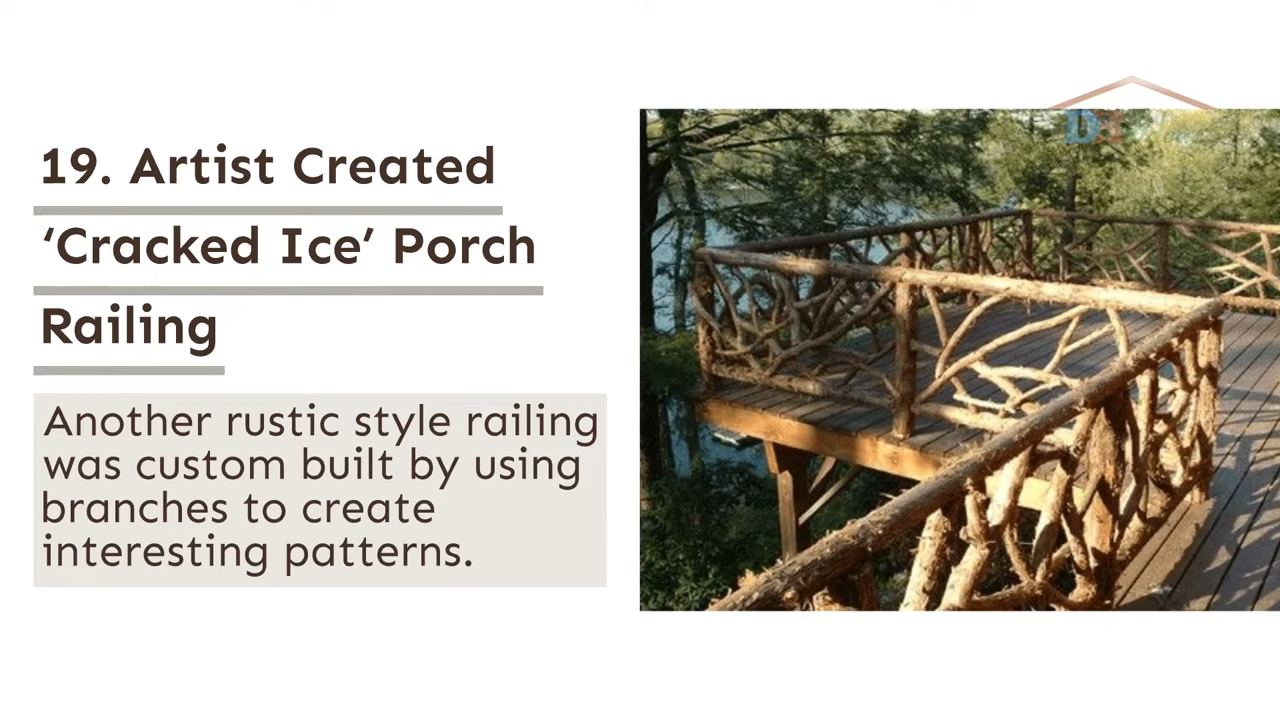 19. Artist Created
‘Cracked Ice’ Porch
Railing
Another rustic style railing
was custom built by using
branches to create
interesting patterns.